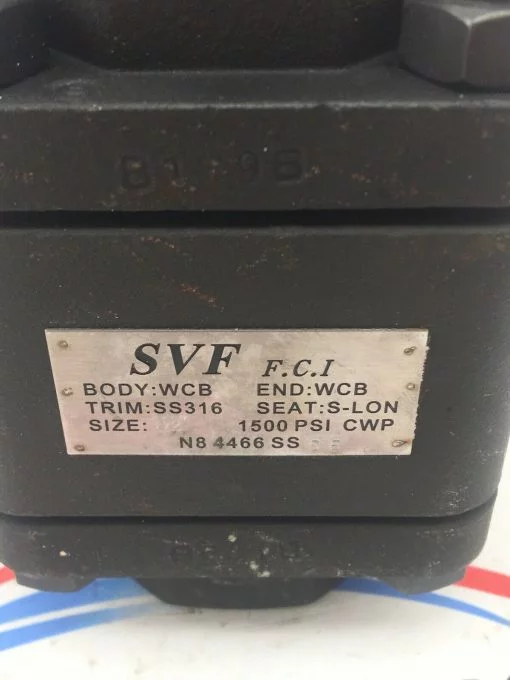 SVF F.C.I
BODY:WCB END:WCB
TRIM:SS316 SEAT:S-LON
SIZE: 1500 PSI CWP
N8 4466 SS